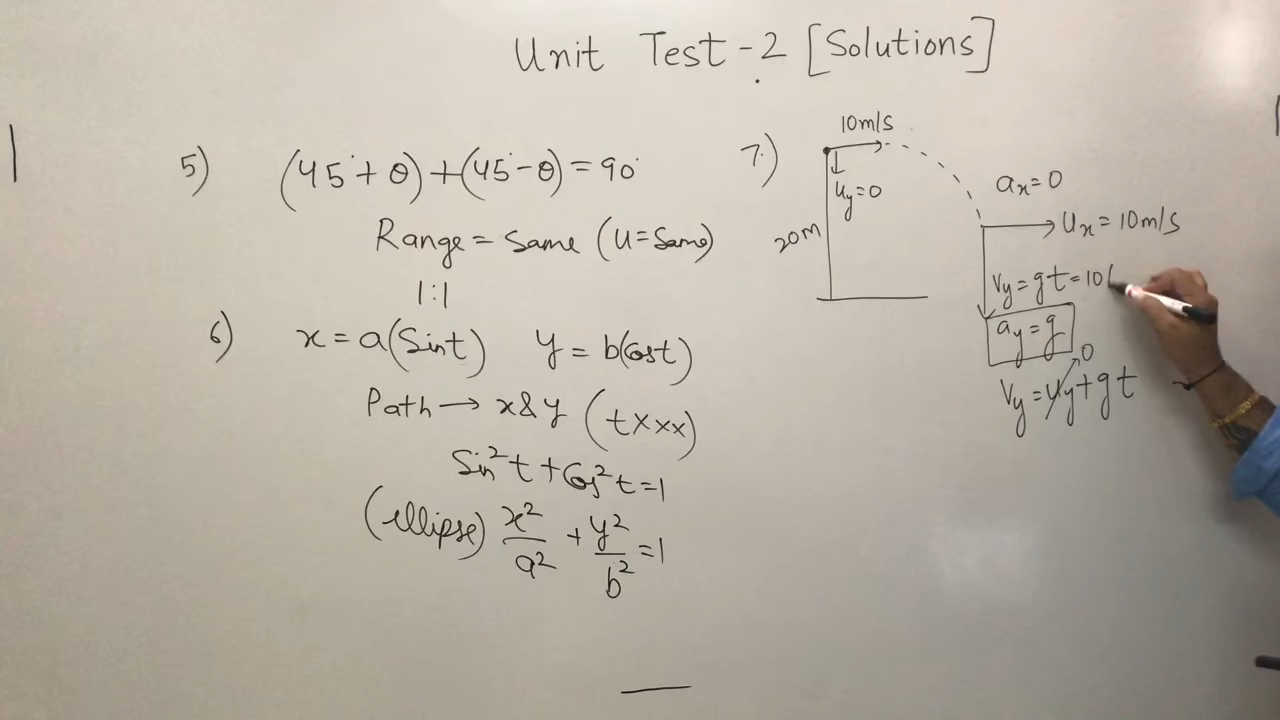 Unit Test - 2 [Solutions]
5) (45°+ θ)+(45°- θ)=90°
Range = Same (u=Same)
1:1
6) x = a(Sint) y = b(Cost)
Path → x&y (t×××)
Sin²t + Cos²t=1
(ellipse) x²/a² + y²/b² =1
7.) 10m/s
uy=0
20m
ax=0
Ux = 10m/s
Vy = gt=10(
ay = g
0
Vy = uy+gt